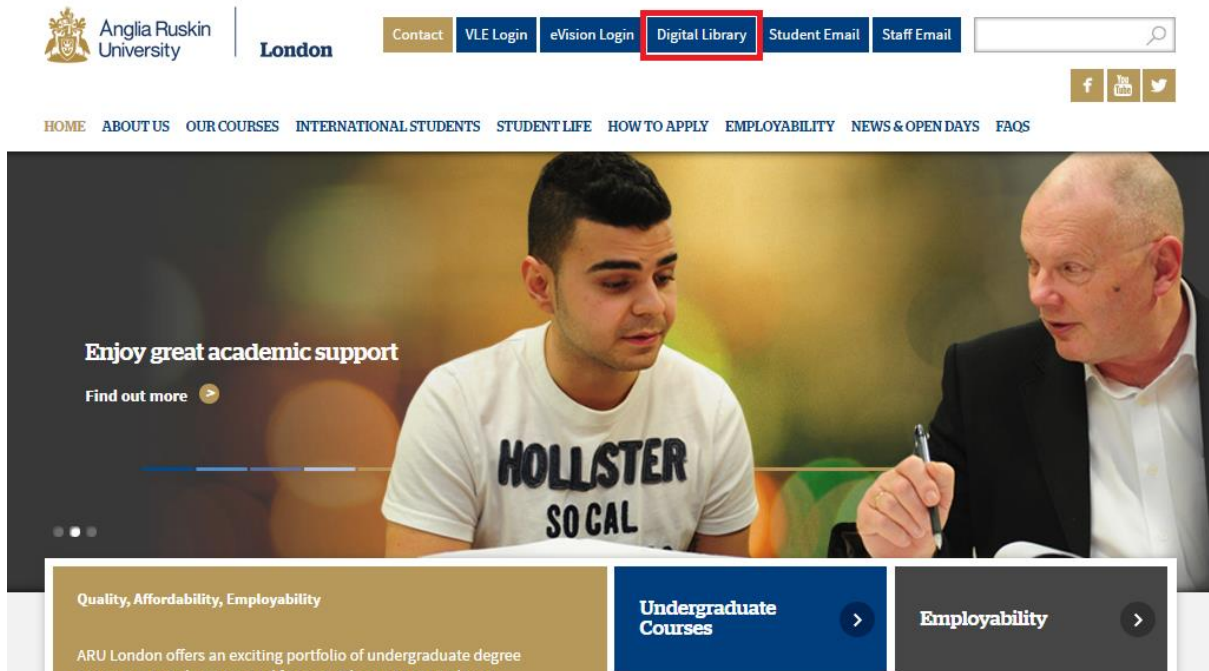 Anglia Ruskin
University
London
Contact
VLE Login
eVision Login
Digital Library
Student Email
Staff Email
f
You
Tube
HOME
ABOUT US
OUR COURSES
INTERNATIONAL STUDENTS
STUDENT LIFE
HOW TO APPLY
EMPLOYABILITY
NEWS & OPEN DAYS
FAQS
Enjoy great academic support
Find out more >
HOLLISTER
SO CAL
Quality, Affordability, Employability
ARU London offers an exciting portfolio of undergraduate degree
Undergraduate
Courses
Employability